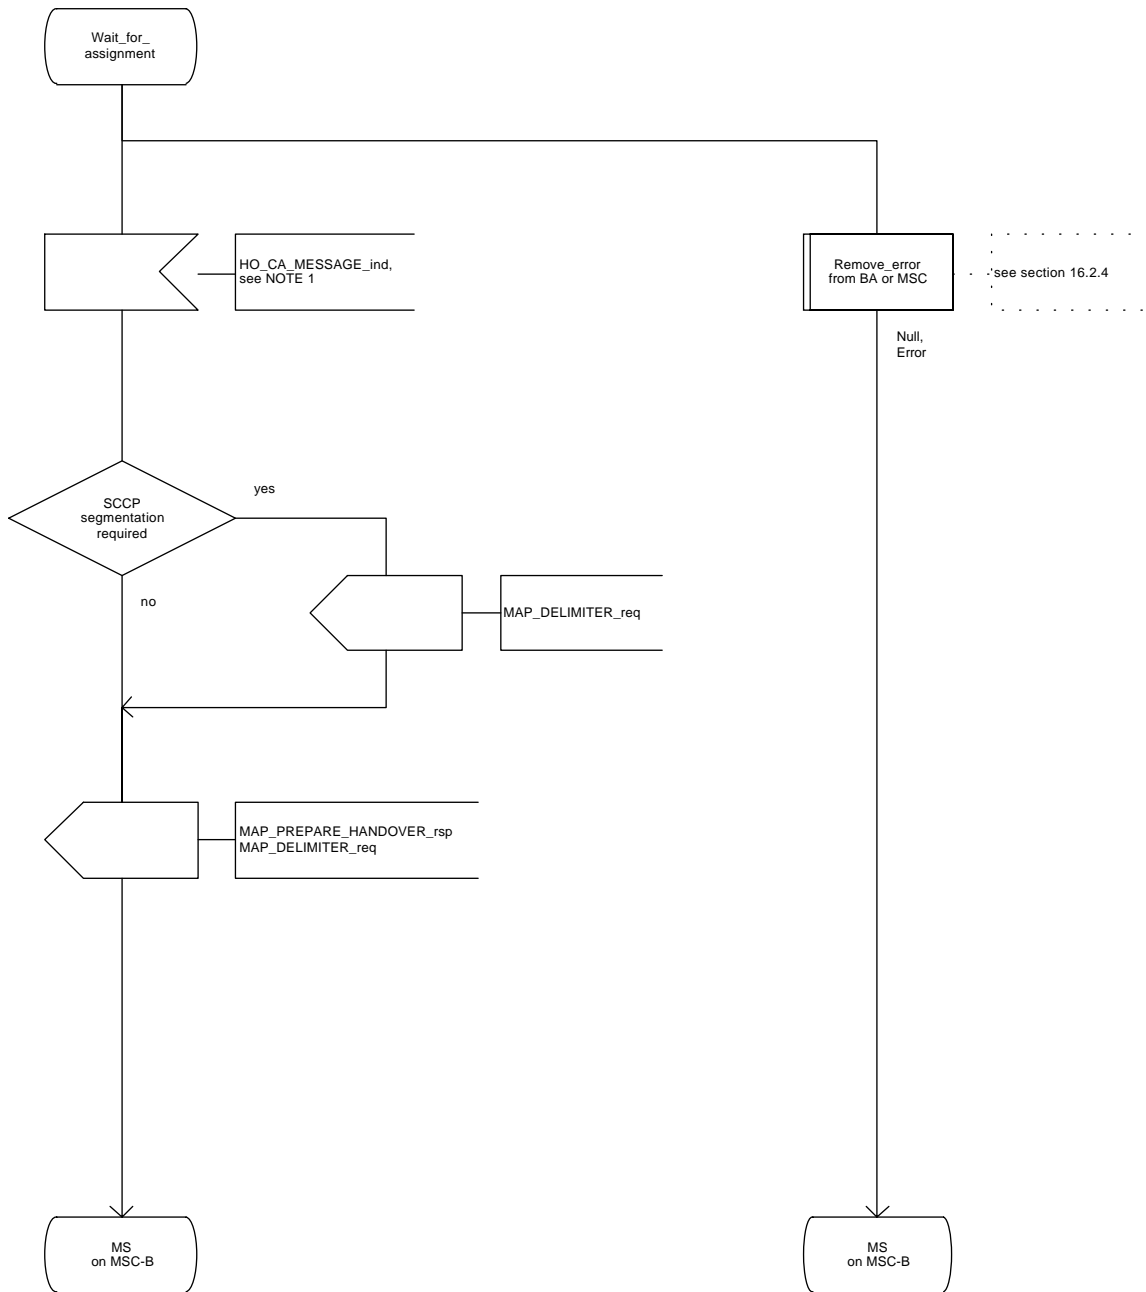 Wait_for_
assignment
HO_CA_MESSAGE_ind,
see NOTE 1
Remove_error
from BA or MSC
see section 16.2.4
Null,
Error
SCCP
segmentation
required
yes
no
MAP_DELIMITER_req
MAP_PREPARE_HANDOVER_rsp
MAP_DELIMITER_req
MS
on MSC-B
MS
on MSC-B